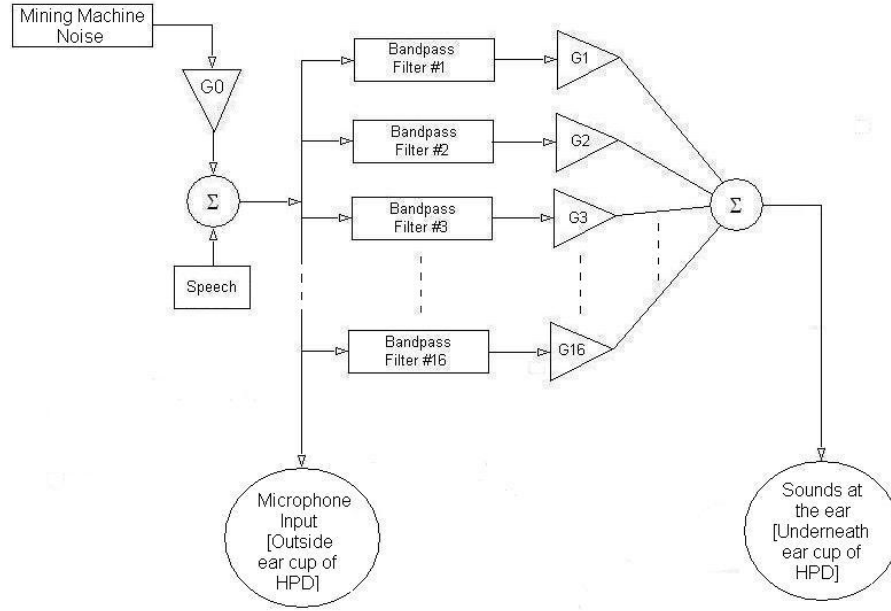 Mining Machine
Noise
G0
Σ
Speech
Bandpass
Filter #1
G1
Bandpass
Filter #2
G2
Bandpass
Filter #3
G3
Σ
Bandpass
Filter #16
G16
Microphone
Input
[Outside
ear cup of
HPD]
Sounds at
the ear
[Underneath
ear cup of
HPD]